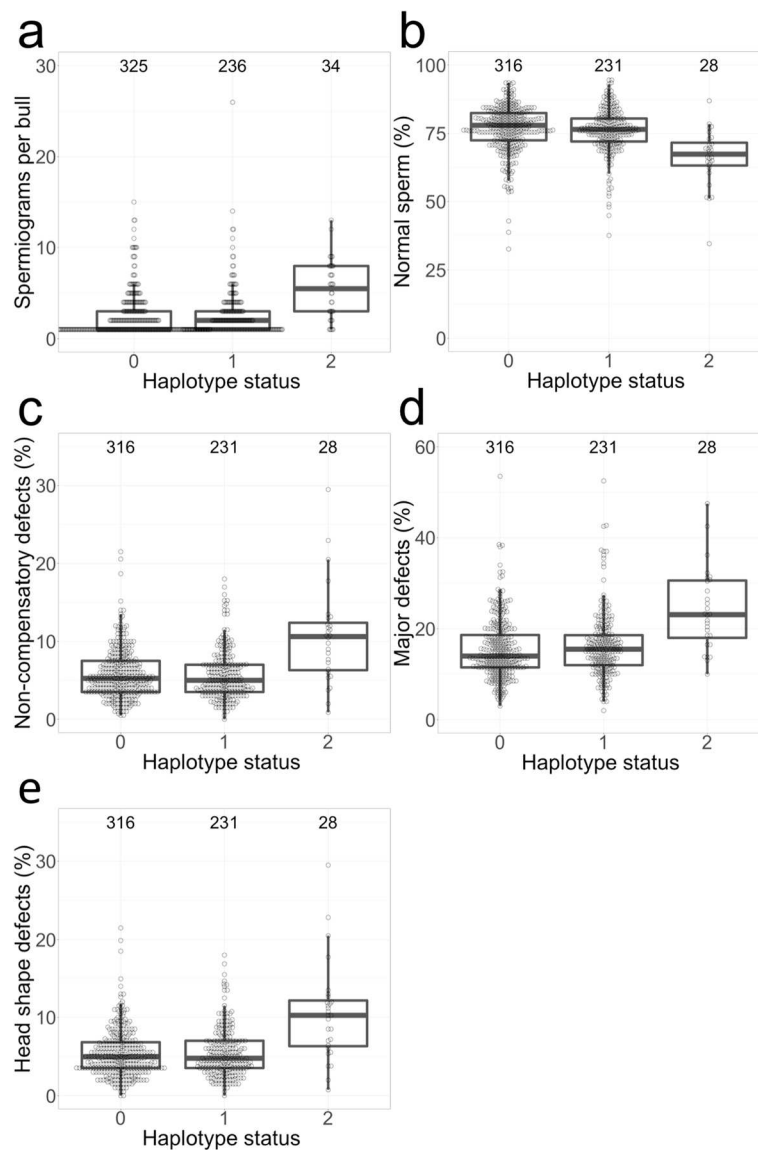 a
30
325
236
34
20
10
0
Spermiograms per bull
0 1 2
Haplotype status
b
100
316
231
28
75
50
25
0
Normal sperm (%)
0 1 2
Haplotype status
c
316
231
28
30
20
10
0
Non-compensatory defects (%)
0 1 2
Haplotype status
d
60
316
231
28
40
20
0
Major defects (%)
0 1 2
Haplotype status
e
316
231
28
30
20
10
0
Head shape defects (%)
0 1 2
Haplotype status